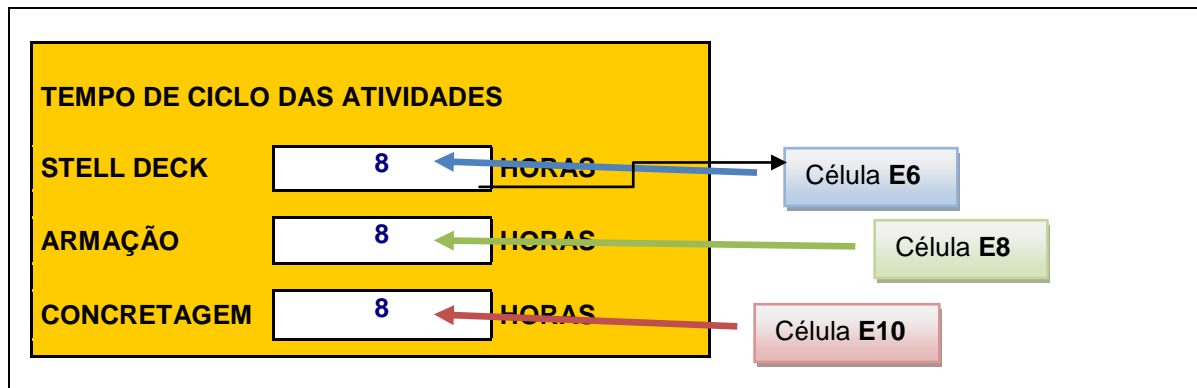 TEMPO DE CICLO DAS ATIVIDADES
STELL DECK 8 HORAS Célula E6
ARMAÇÃO 8 HORAS Célula E8
CONCRETAGEM 8 HORAS Célula E10